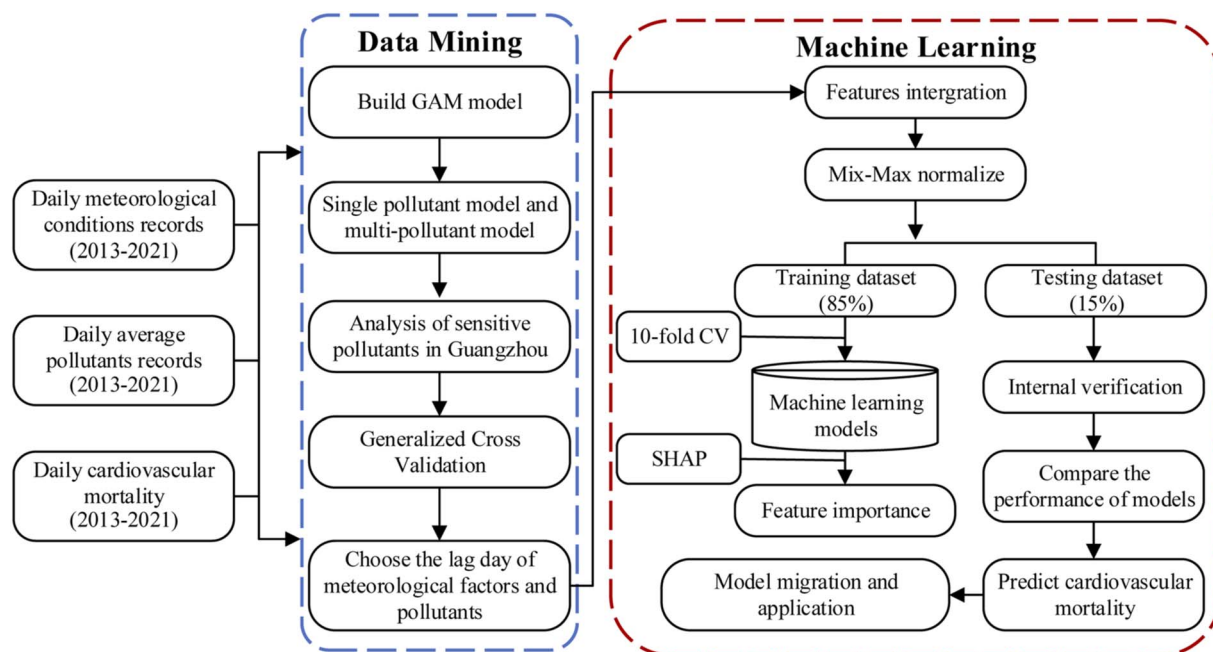 Daily meteorological
conditions records
(2013-2021)
Daily average
pollutants records
(2013-2021)
Daily cardiovascular
mortality
(2013-2021)
Data Mining
Build GAM model
Single pollutant model and
multi-pollutant model
Analysis of sensitive
pollutants in Guangzhou
Generalized Cross
Validation
Choose the lag day of
meteorological factors and
pollutants
Machine Learning
Features intergration
Mix-Max normalize
Training dataset
(85%)
Testing dataset
(15%)
10-fold CV
Machine learning
models
SHAP
Feature importance
Internal verification
Compare the
performance of models
Predict cardiovascular
mortality
Model migration and
application